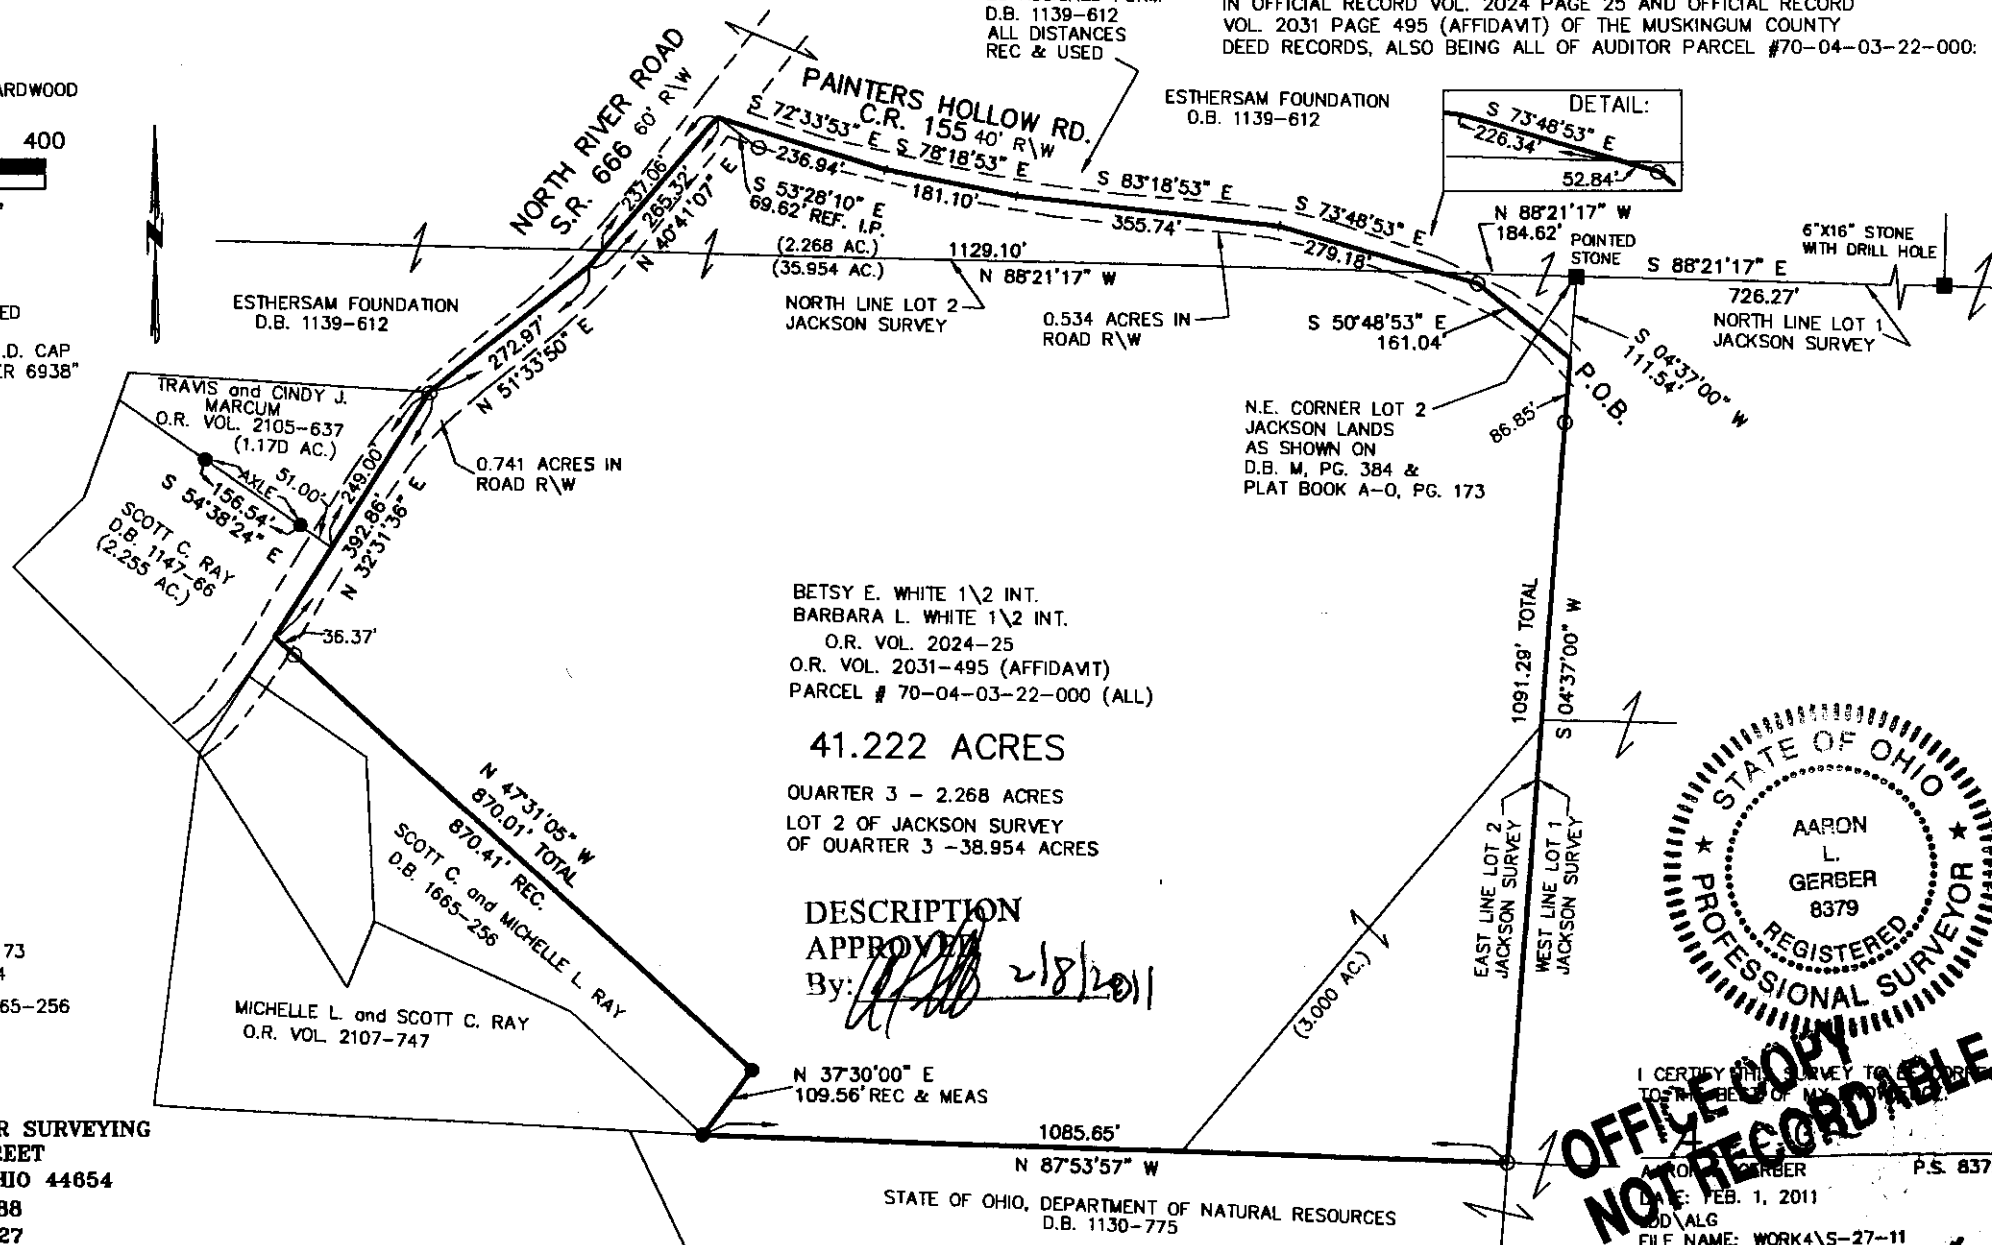 D.B. 1139-612
ALL DISTANCES
REC & USED
IN OFFICIAL RECORD VOL. 2024 PAGE 25 AND OFFICIAL RECORD
VOL. 2031 PAGE 495 (AFFIDAVIT) OF THE MUSKINGUM COUNTY
DEED RECORDS, ALSO BEING ALL OF AUDITOR PARCEL #70-04-03-22-000:
400
N
NORTH RIVER ROAD
S.R. 666 60' R\W
PAINTERS HOLLOW RD.
C.R. 155 40' R\W
ESTHERSAM FOUNDATION
O.B. 1139-612
DETAIL:
S 73°48'53" E
226.34'
52.84'
S 72°33'53" E
236.94'
S 78°18'53" E
181.10'
S 83°18'53" E
355.74'
S 73°48'53" E
279.18'
237.06'
265.32'
N 40°41'07" E
S 53°28'10" E
69.62' REF. I.P.
(2.268 AC.)
(35.954 AC.)
1129.10'
N 88°21'17" W
N 88°21'17" W
184.62'
POINTED
STONE
S 88°21'17" E
726.27'
6"X16" STONE
WITH DRILL HOLE
NORTH LINE LOT 1
JACKSON SURVEY
ESTHERSAM FOUNDATION
D.B. 1139-612
NORTH LINE LOT 2
JACKSON SURVEY
0.534 ACRES IN
ROAD R\W
S 50°48'53" E
161.04'
S 04°37'00" W
111.54'
P.O.B.
86.85'
N.E. CORNER LOT 2
JACKSON LANDS
AS SHOWN ON
D.B. M, PG. 384 &
PLAT BOOK A-O, PG. 173
272.97'
N 51°33'50" E
TRAVIS and CINDY J.
MARCUM
O.R. VOL. 2105-637
(1.17D AC.)
AXLE
51.00'
156.54'
S 54°38'24" E
249.00'
392.86'
N 32°31'36" E
0.741 ACRES IN
ROAD R\W
SCOTT C. RAY
D.B. 1147-66
(2.255 AC.)
36.37'
BETSY E. WHITE 1\2 INT.
BARBARA L. WHITE 1\2 INT.
O.R. VOL. 2024-25
O.R. VOL. 2031-495 (AFFIDAVIT)
PARCEL # 70-04-03-22-000 (ALL)
41.222 ACRES
QUARTER 3 - 2.268 ACRES
LOT 2 OF JACKSON SURVEY
OF QUARTER 3 -38.954 ACRES
DESCRIPTION
APPROVED
By:
2/8/2011
1091.29' TOTAL
S 04°37'00" W
EAST LINE LOT 2
JACKSON SURVEY
WEST LINE LOT 1
JACKSON SURVEY
(3.000 AC.)
N 47°31'05" W
870.01' TOTAL
870.41' REC.
SCOTT C. and MICHELLE L. RAY
D.B. 1665-256
MICHELLE L. and SCOTT C. RAY
O.R. VOL. 2107-747
N 37°30'00" E
109.56' REC & MEAS
1085.65'
N 87°53'57" W
STATE OF OHIO, DEPARTMENT OF NATURAL RESOURCES
D.B. 1130-775
STATE OF OHIO
AARON
L.
GERBER
8379
REGISTERED
PROFESSIONAL SURVEYOR
I CERTIFY THIS SURVEY TO BE
TO THE BEST OF MY
OFFICE COPY
NOT RECORDABLE
GERBER P.S. 837
DATE: FEB. 1, 2011
\ALG
FILE NAME: WORK4\S-27-11
SURVEYING
44654